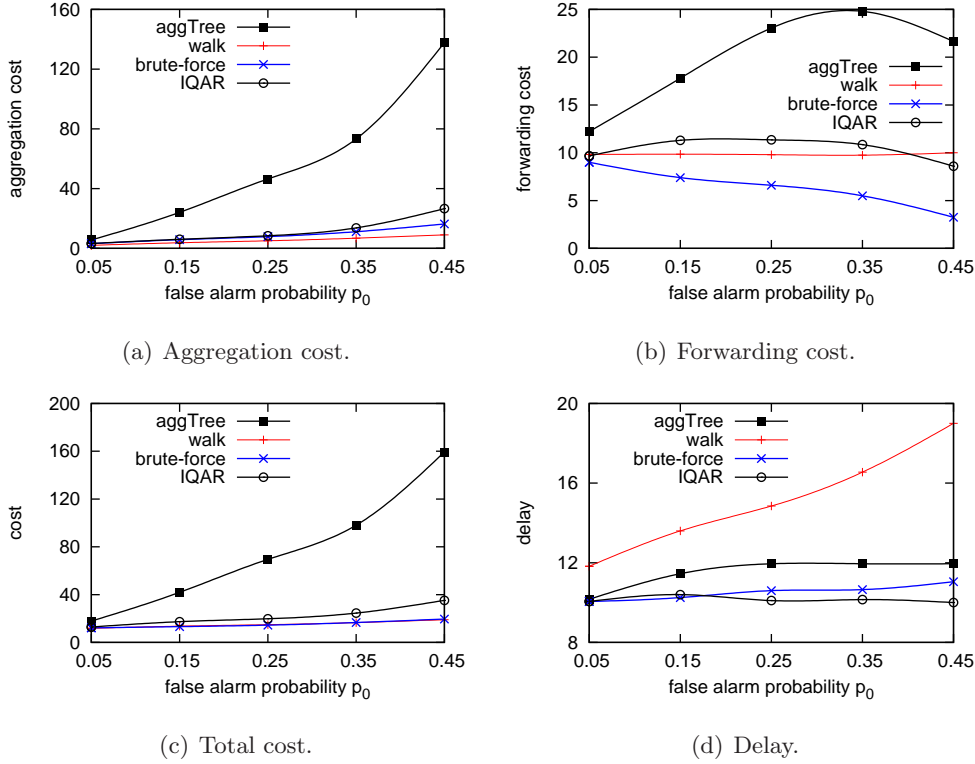 160
120
80
40
0
aggregation cost
aggTree
walk
brute-force
IQAR
0.05 0.15 0.25 0.35 0.45
false alarm probability p0
(a) Aggregation cost.
25
20
15
10
5
0
forwarding cost
aggTree
walk
brute-force
IQAR
0.05 0.15 0.25 0.35 0.45
false alarm probability p0
(b) Forwarding cost.
200
160
120
80
40
0
cost
aggTree
walk
brute-force
IQAR
0.05 0.15 0.25 0.35 0.45
false alarm probability p0
(c) Total cost.
20
16
12
8
delay
aggTree
walk
brute-force
IQAR
0.05 0.15 0.25 0.35 0.45
false alarm probability p0
(d) Delay.